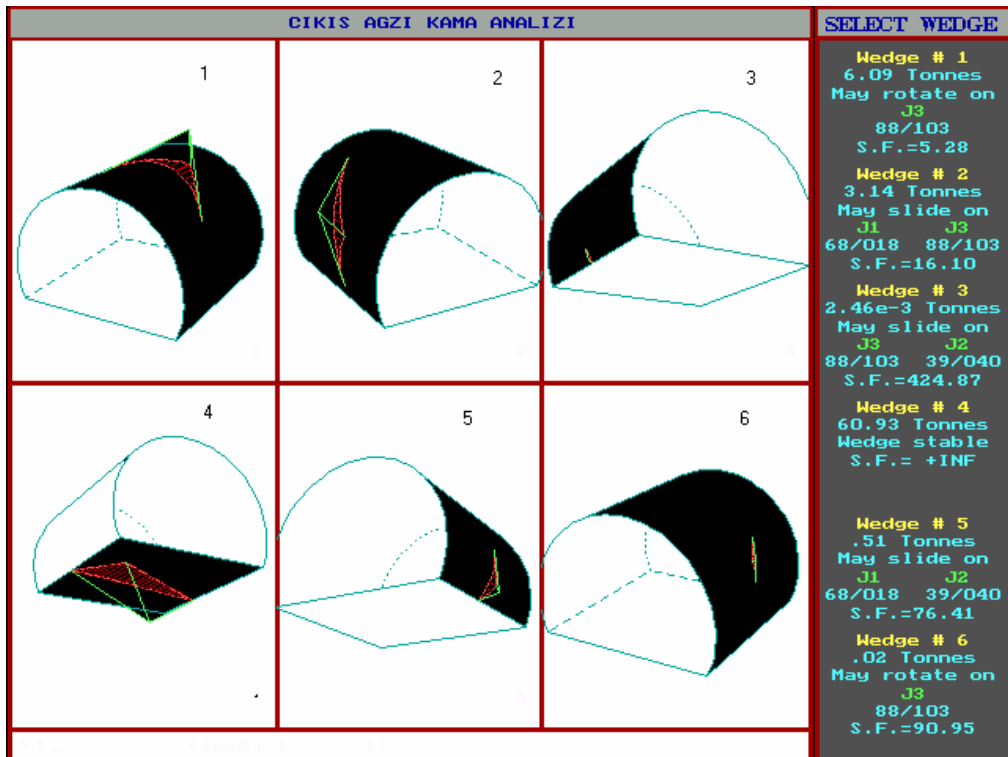 CIKIS AGZI KAMA ANALIZI
1
2
3
4
5
6
SELECT WEDGE
Wedge # 1
6.09 Tonnes
May rotate on
J3
88/103
S.F.=5.28
Wedge # 2
3.14 Tonnes
May slide on
J1 J3
68/018 88/103
S.F.=16.10
Wedge # 3
2.46e-3 Tonnes
May slide on
J3 J2
88/103 39/040
S.F.=424.87
Wedge # 4
60.93 Tonnes
Wedge stable
S.F.= +INF
Wedge # 5
.51 Tonnes
May slide on
J1 J2
68/018 39/040
S.F.=76.41
Wedge # 6
.02 Tonnes
May rotate on
J3
88/103
S.F.=90.95